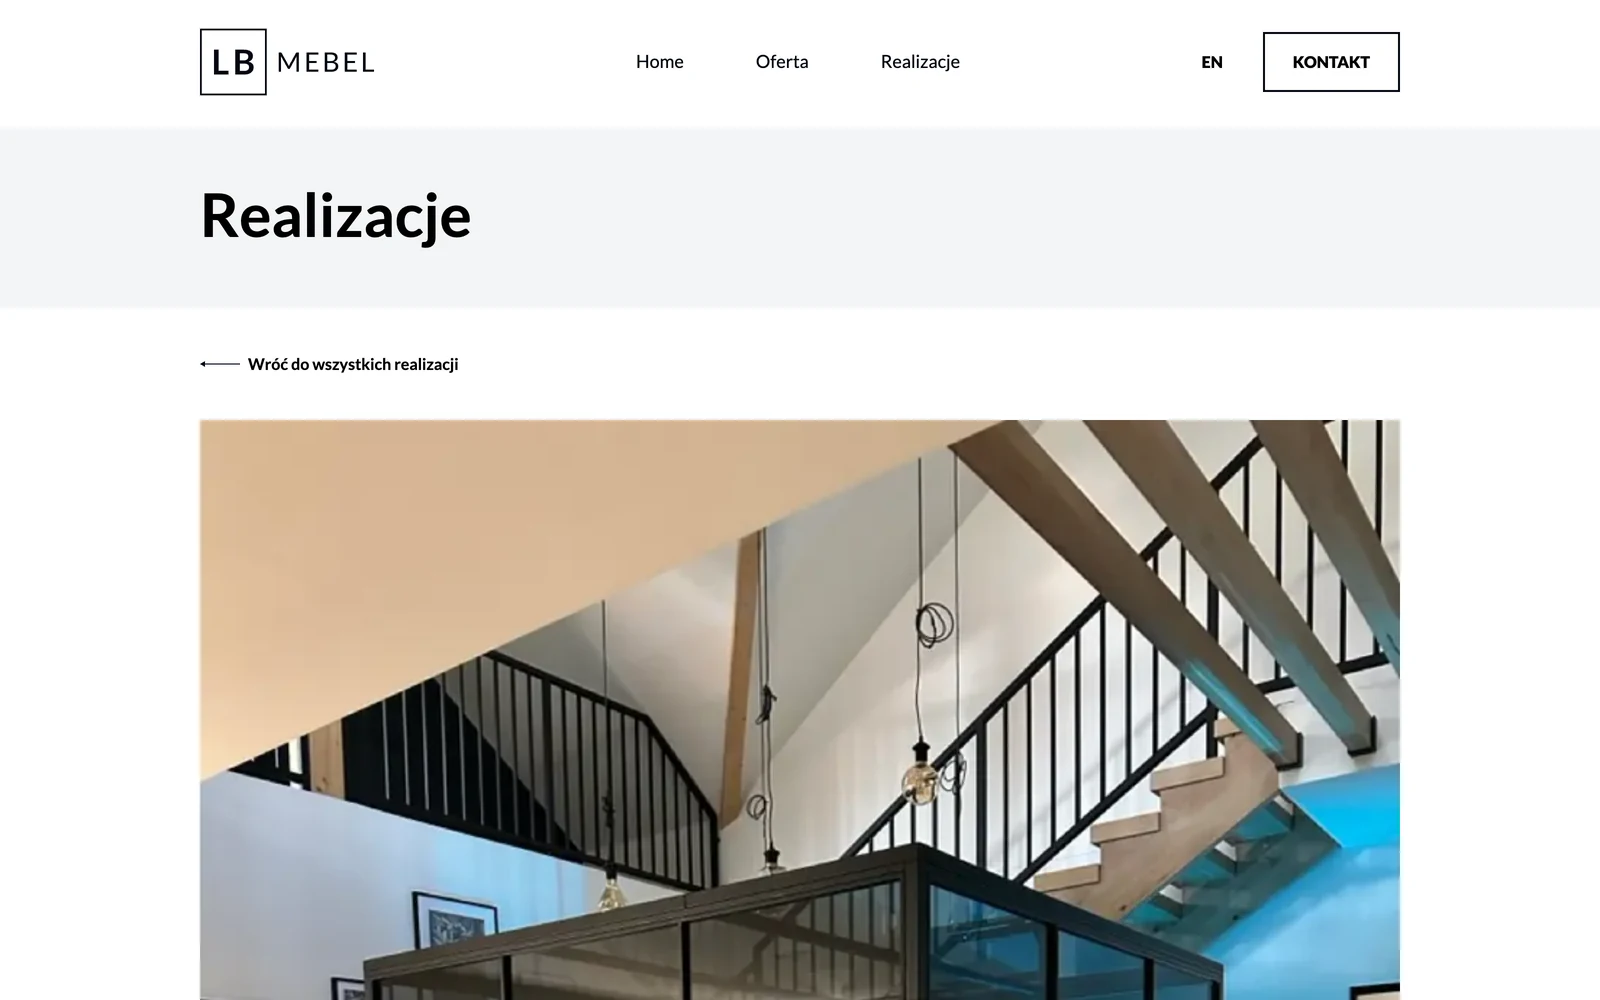 LB MEBEL
Home
Oferta
Realizacje
EN
KONTAKT
Realizacje
Wróć do wszystkich realizacji